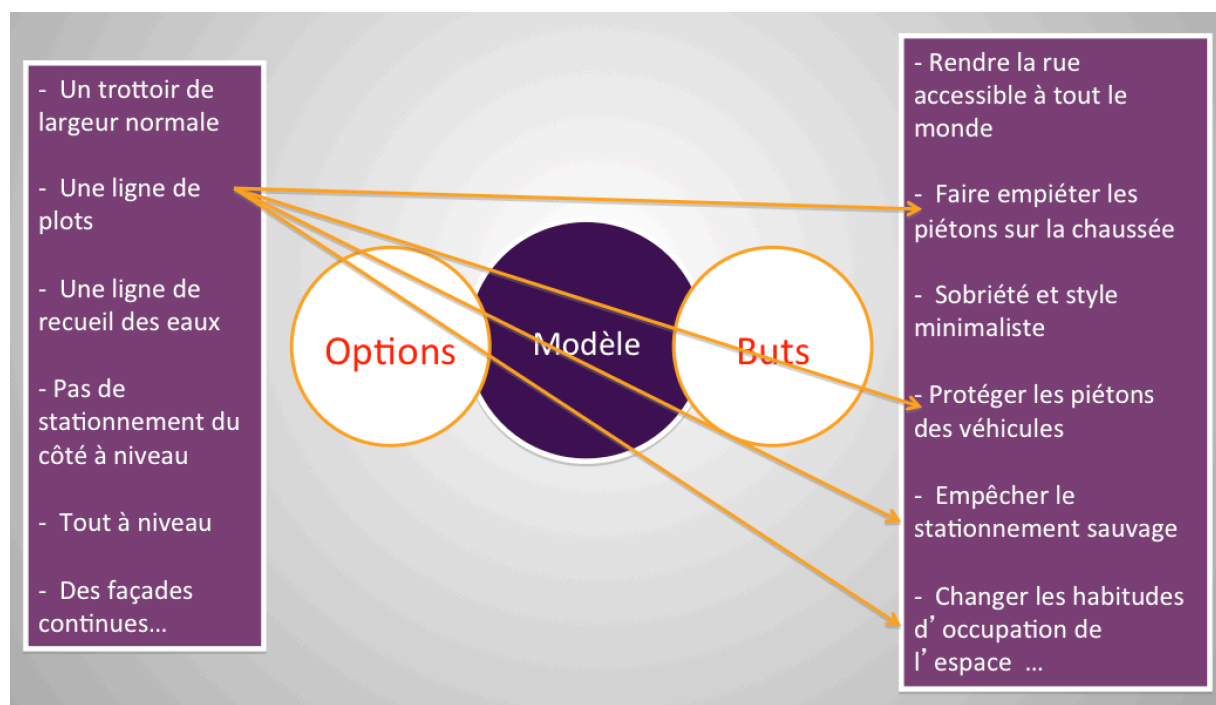 - Un trottoir de
largeur normale
- Une ligne de
plots
- Une ligne de
recueil des eaux
- Pas de
stationnement du
côté à niveau
- Tout à niveau
- Des façades
continues...
Options
Modèle
Buts
- Rendre la rue
accessible à tout le
monde
- Faire empiéter les
piétons sur la chaussée
- Sobriété et style
minimaliste
- Protéger les piétons
des véhicules
- Empêcher le
stationnement sauvage
- Changer les habitudes
d’occupation de
l’espace ...